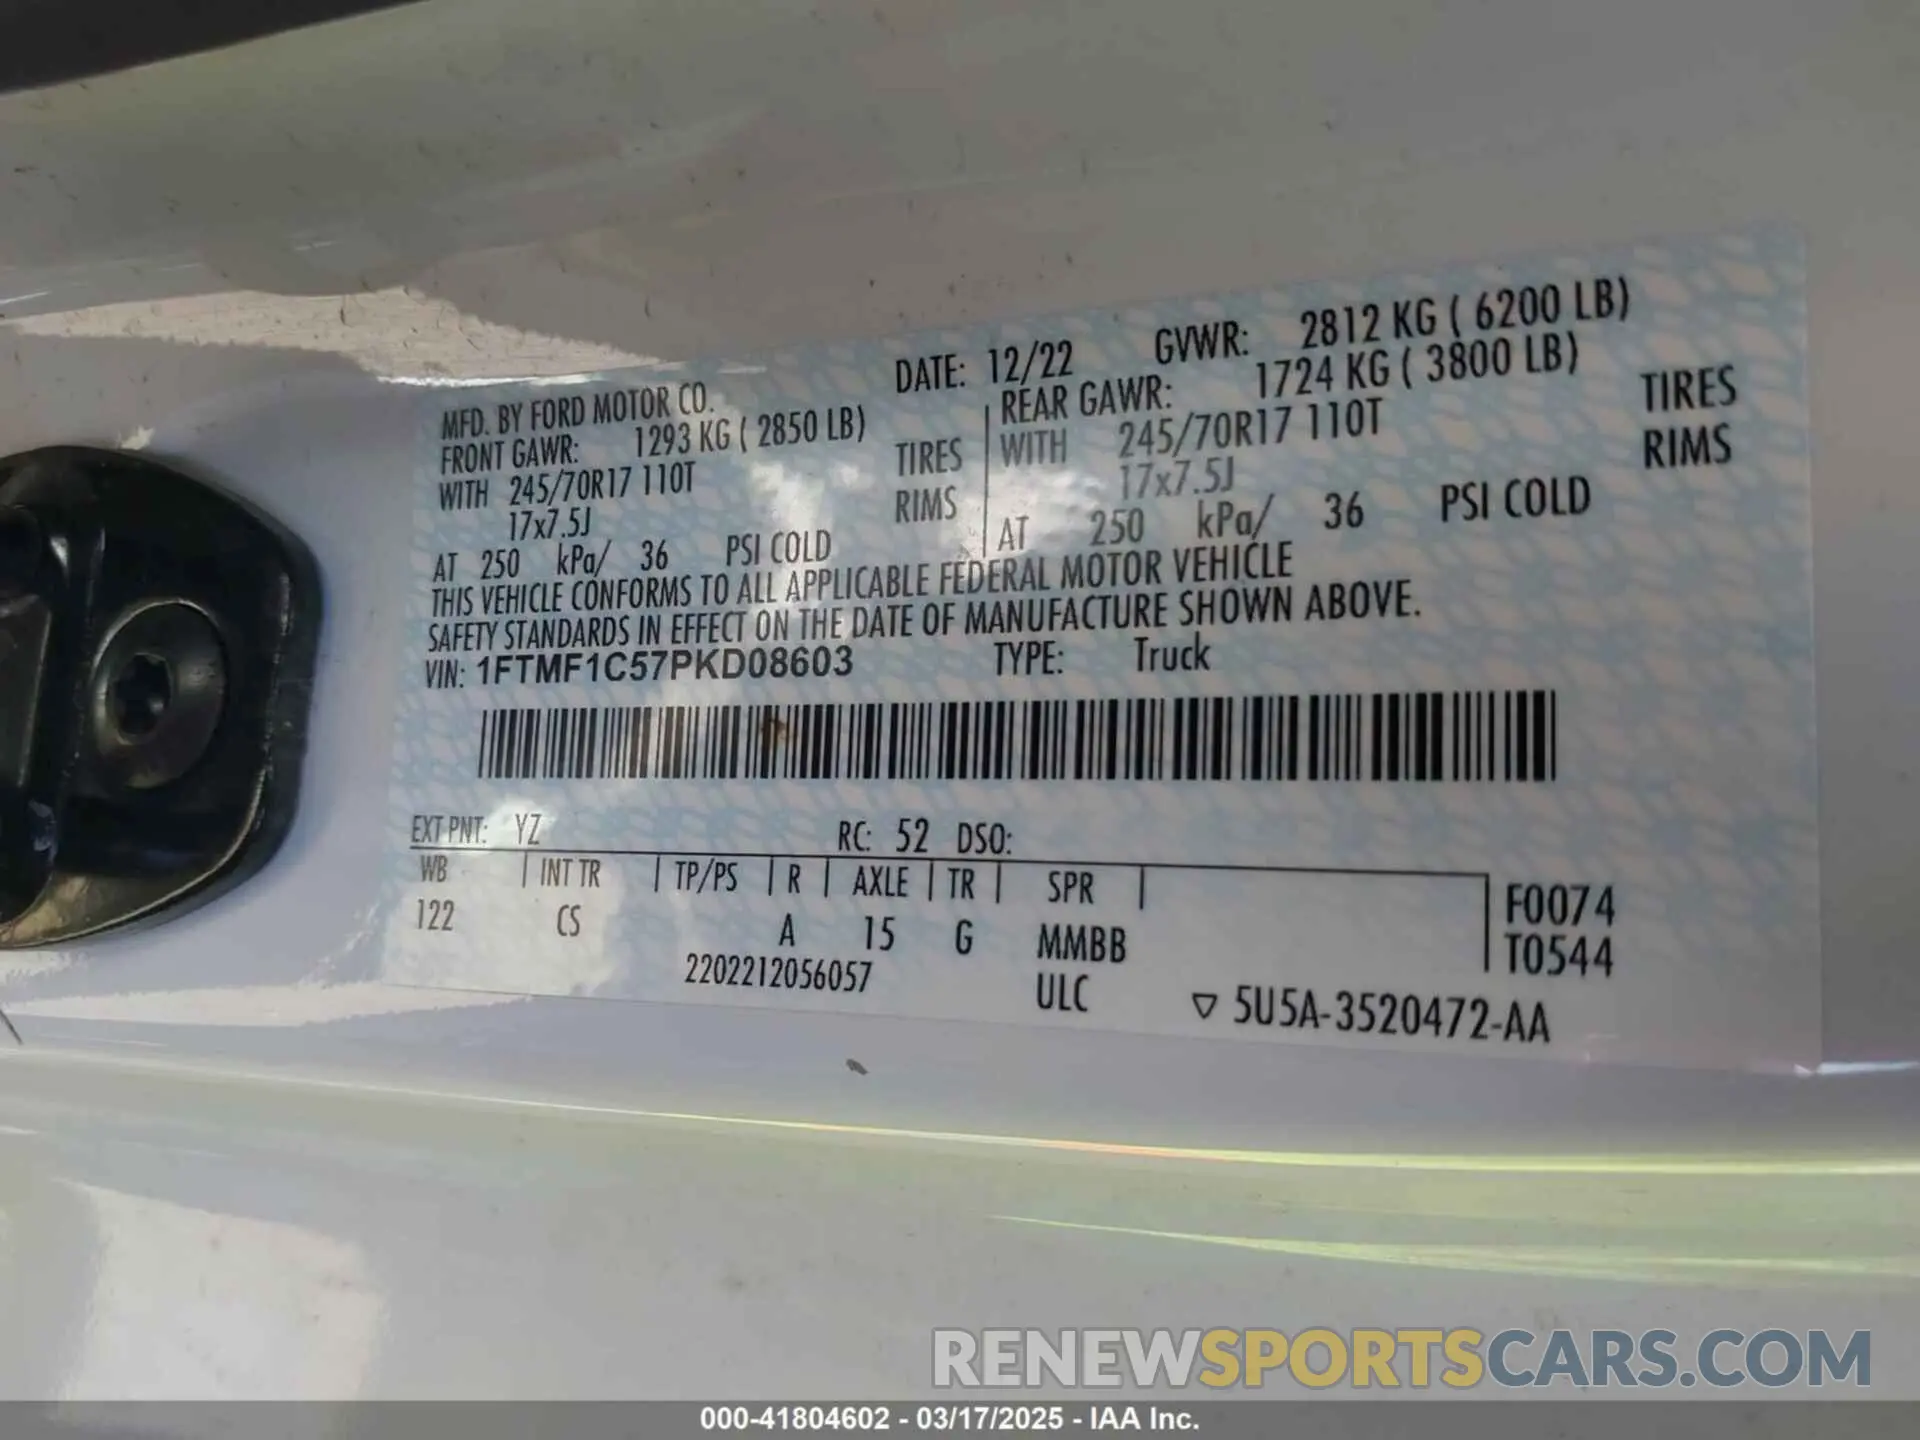 MFD. BY FORD MOTOR CO. DATE: 12/22 GVWR: 2812 KG ( 6200 LB)
FRONT GAWR: 1293 KG ( 2850 LB) REAR GAWR: 1724 KG ( 3800 LB)
WITH 245/70R17 110T TIRES WITH 245/70R17 110T TIRES
17x7.5J RIMS 17x7.5J RIMS
AT 250 kPa/ 36 PSI COLD AT 250 kPa/ 36 PSI COLD
THIS VEHICLE CONFORMS TO ALL APPLICABLE FEDERAL MOTOR VEHICLE
SAFETY STANDARDS IN EFFECT ON THE DATE OF MANUFACTURE SHOWN ABOVE.
VIN: 1FTMF1C57PKD08603 TYPE: Truck
EXT PNT: YZ RC: 52 DSO:
WB INT TR TP/PS R AXLE TR SPR
122 CS A 15 G MMBB F0074
T0544
2202212056057 ULC ▽ 5U5A-3520472-AA
RENEWSPORTSCARS.COM
000-41804602 - 03/17/2025 - IAA Inc.